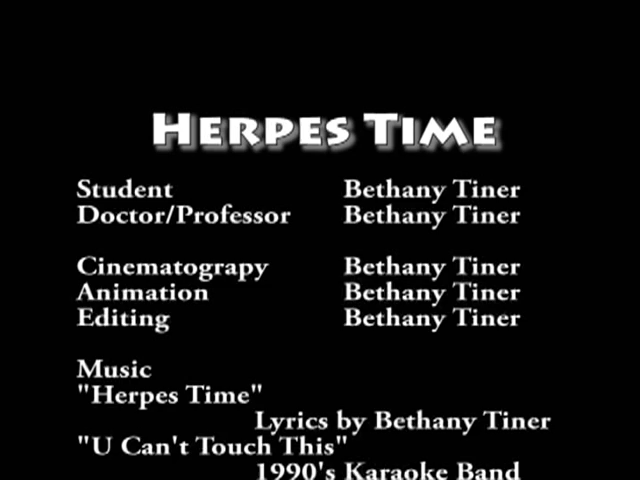 HERPES TIME
Student Bethany Tiner
Doctor/Professor Bethany Tiner
Cinematograpy Bethany Tiner
Animation Bethany Tiner
Editing Bethany Tiner
Music
"Herpes Time"
Lyrics by Bethany Tiner
"U Can't Touch This"
1990's Karaoke Band